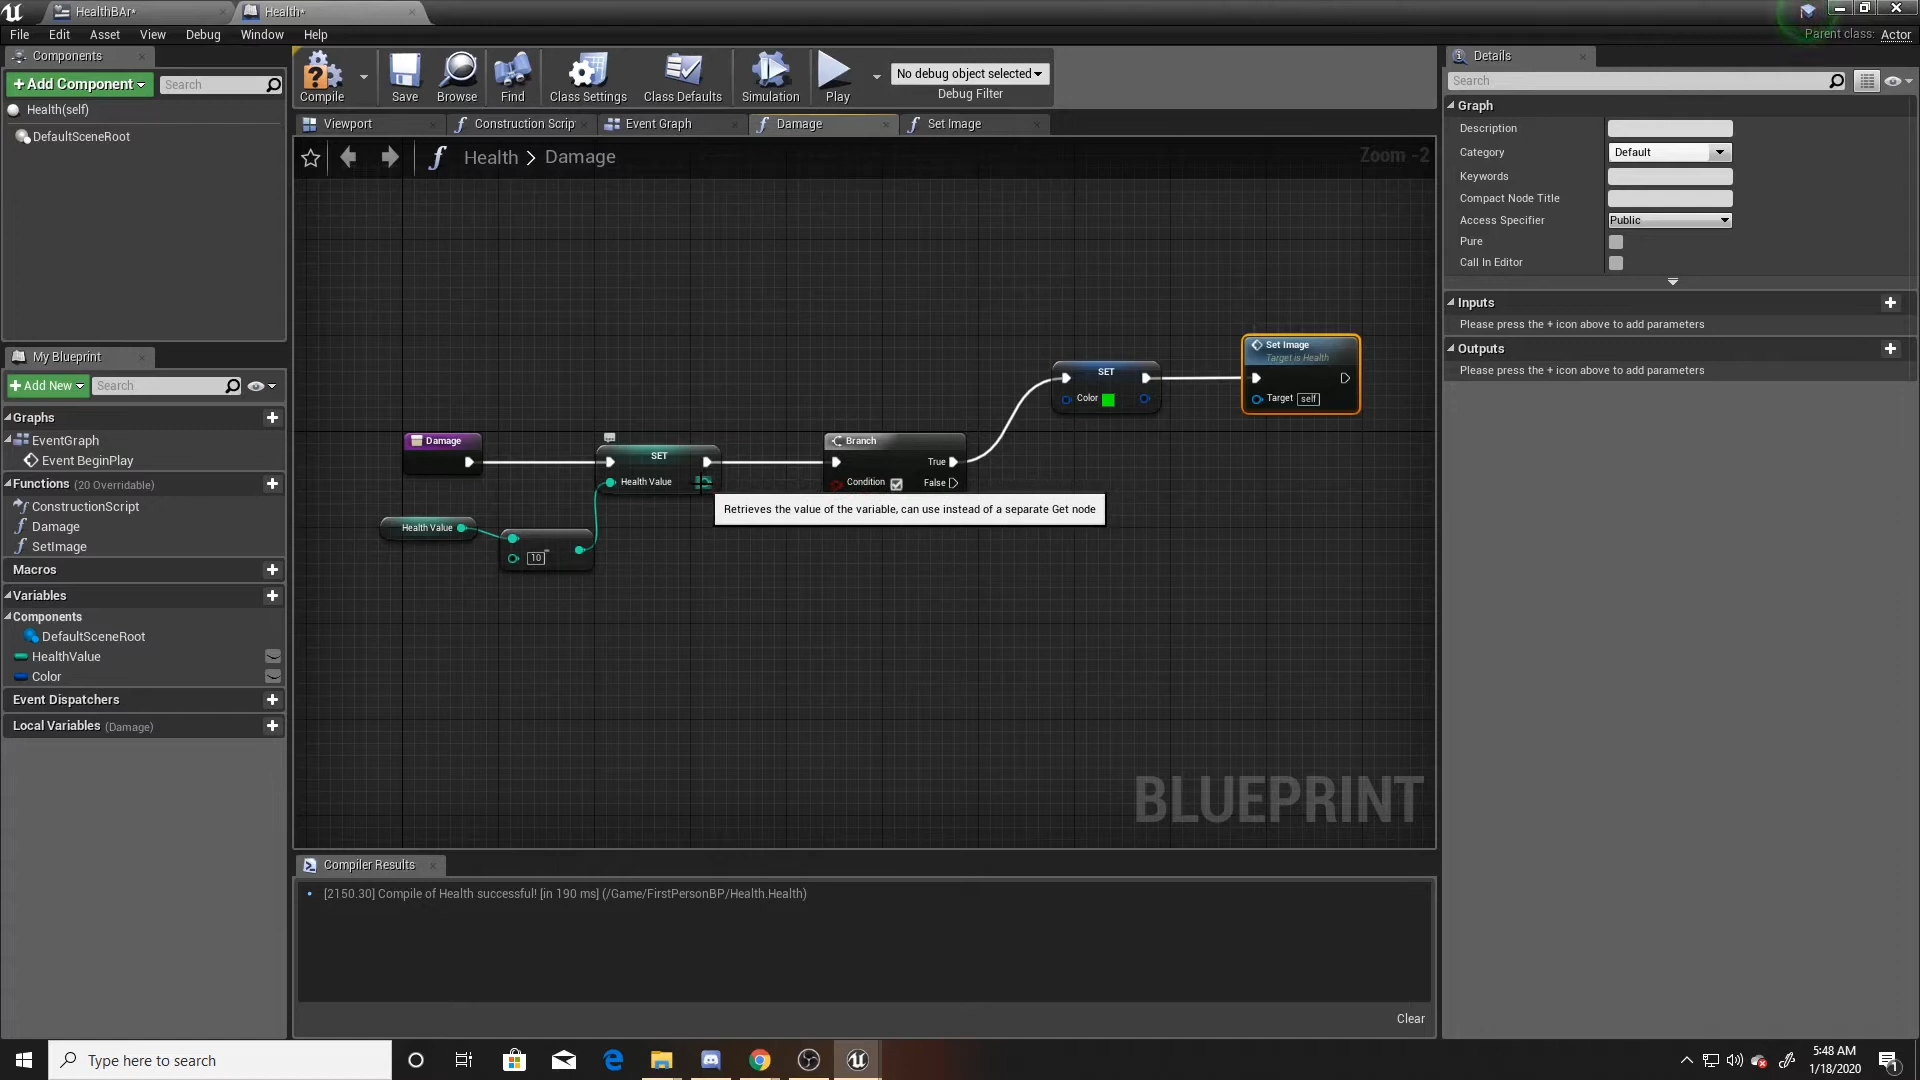 HealthBAr*
Health*
File Edit Asset View Debug Window Help
Parent class: Actor
Components
+ Add Component
Search
Health(self)
DefaultSceneRoot
My Blueprint
+ Add New
Search
Graphs
EventGraph
Event BeginPlay
Functions (20 Overridable)
ConstructionScript
Damage
SetImage
Macros
Variables
Components
DefaultSceneRoot
HealthValue
Color
Event Dispatchers
Local Variables (Damage)
Compile
Save
Browse
Find
Class Settings
Class Defaults
Simulation
Play
No debug object selected
Debug Filter
Viewport
Construction Scrip
Event Graph
Damage
Set Image
Health > Damage
Zoom -2
Damage
SET
Health Value
Health Value
10
Branch
True
Condition
False
Retrieves the value of the variable, can use instead of a separate Get node
SET
Color
Set Image
Target is Health
Target self
BLUEPRINT
Compiler Results
[2150.30] Compile of Health successful! [in 190 ms] (/Game/FirstPersonBP/Health.Health)
Clear
Details
Search
Graph
Description
Category Default
Keywords
Compact Node Title
Access Specifier Public
Pure
Call In Editor
Inputs
Please press the + icon above to add parameters
Outputs
Please press the + icon above to add parameters
Type here to search
5:48 AM
1/18/2020
1